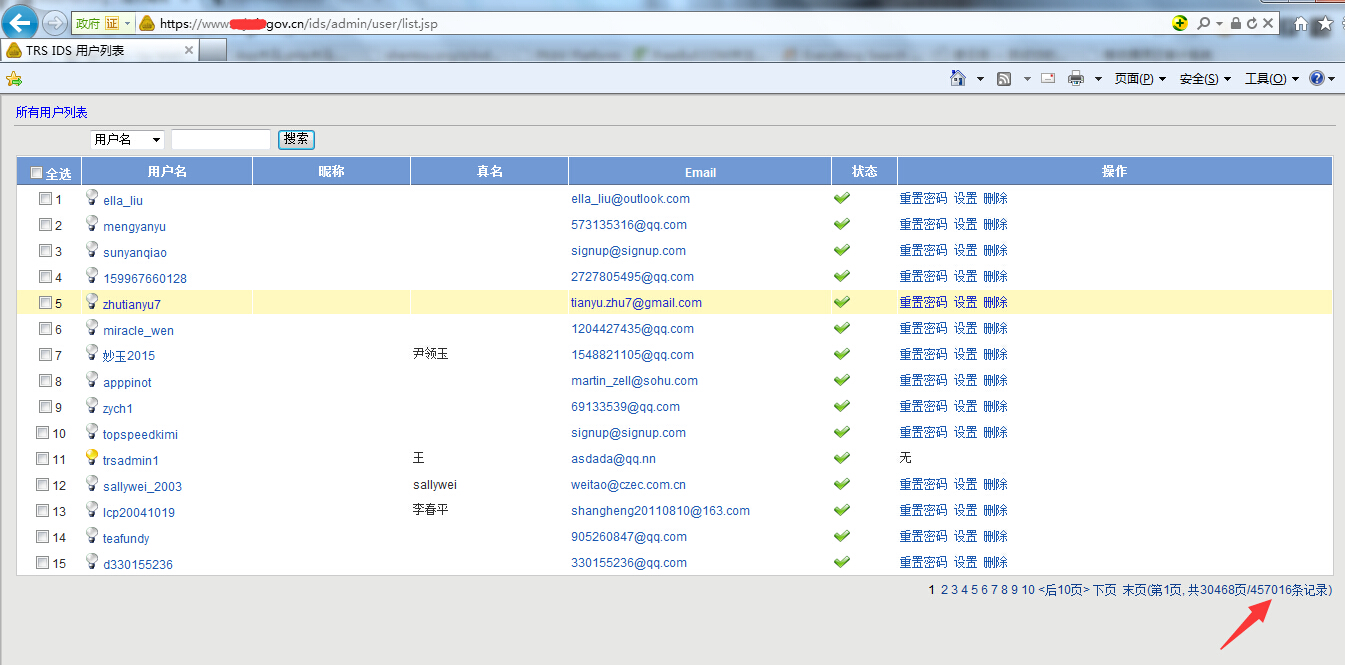 政府 证 https://www. gov.cn/ids/admin/user/list.jsp
TRS IDS 用户列表
页面(P) 安全(S) 工具(O)
所有用户列表
用户名 搜索
全选 用户名 昵称 真名 Email 状态 操作
1 ella_liu ella_liu@outlook.com 重置密码 设置 删除
2 mengyanyu 573135316@qq.com 重置密码 设置 删除
3 sunyanqiao signup@signup.com 重置密码 设置 删除
4 159967660128 2727805495@qq.com 重置密码 设置 删除
5 zhutianyu7 tianyu.zhu7@gmail.com 重置密码 设置 删除
6 miracle_wen 1204427435@qq.com 重置密码 设置 删除
7 妙玉2015 尹领玉 1548821105@qq.com 重置密码 设置 删除
8 apppinot martin_zell@sohu.com 重置密码 设置 删除
9 zych1 69133539@qq.com 重置密码 设置 删除
10 topspeedkimi signup@signup.com 重置密码 设置 删除
11 trsadmin1 王 asdada@qq.nn 无
12 sallywei_2003 sallywei weitao@czec.com.cn 重置密码 设置 删除
13 lcp20041019 李春平 shangheng20110810@163.com 重置密码 设置 删除
14 teafundy 905260847@qq.com 重置密码 设置 删除
15 d330155236 330155236@qq.com 重置密码 设置 删除
1 2 3 4 5 6 7 8 9 10 <后10页> 下页 末页(第1页, 共30468页/457016条记录)